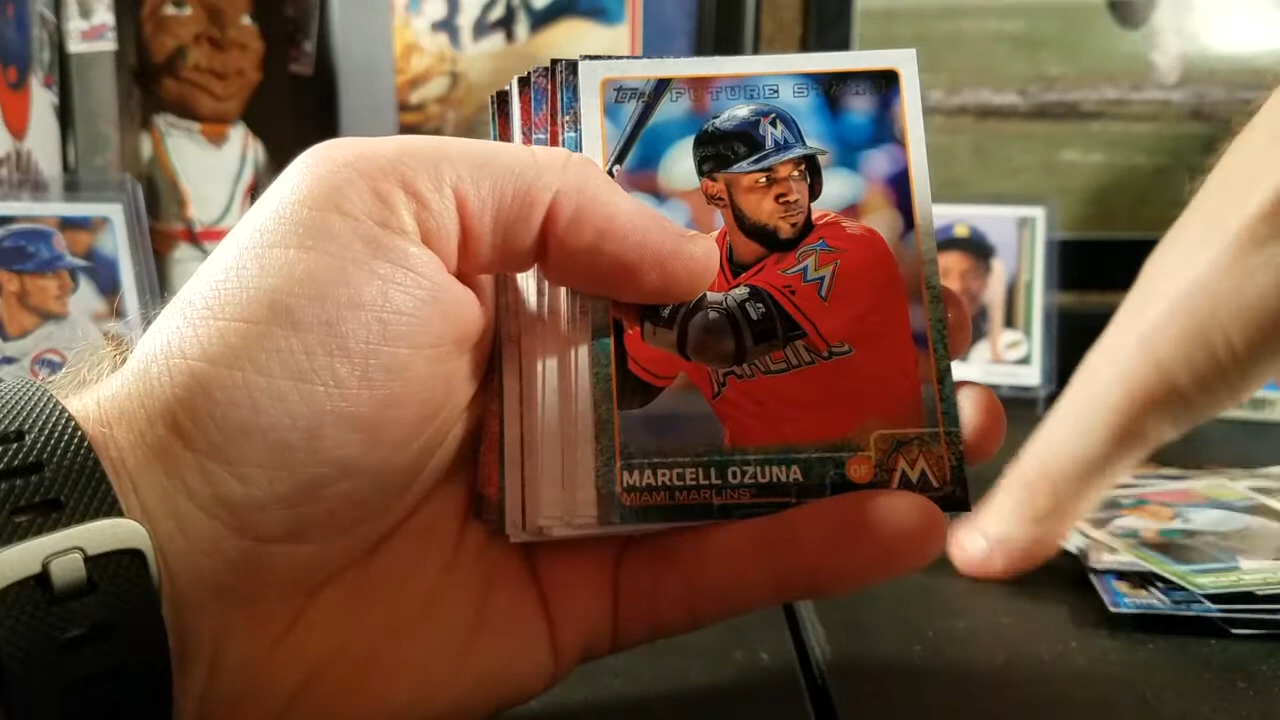 Topps FUTURE STARS
MARLINS
MARCELL OZUNA
OF
MIAMI MARLINS